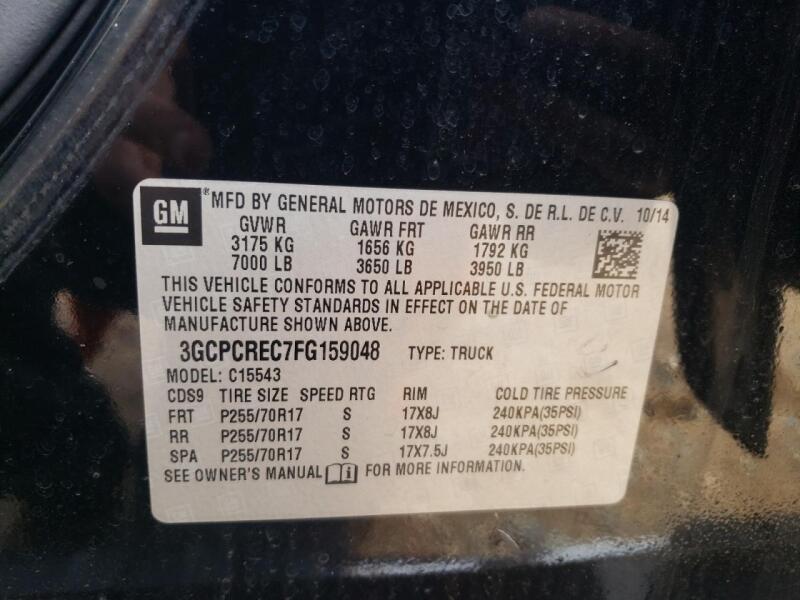 GM ® MFD BY GENERAL MOTORS DE MEXICO, S. DE R.L. DE C.V. 10/14
GVWR GAWR FRT GAWR RR
3175 KG 1656 KG 1792 KG
7000 LB 3650 LB 3950 LB
THIS VEHICLE CONFORMS TO ALL APPLICABLE U.S. FEDERAL MOTOR
VEHICLE SAFETY STANDARDS IN EFFECT ON THE DATE OF
MANUFACTURE SHOWN ABOVE.
3GCPCREC7FG159048 TYPE: TRUCK
MODEL: C15543
CDS9 TIRE SIZE SPEED RTG RIM COLD TIRE PRESSURE
FRT P255/70R17 S 17X8J 240KPA(35PSI)
RR P255/70R17 S 17X8J 240KPA(35PSI)
SPA P255/70R17 S 17X7.5J 240KPA(35PSI)
SEE OWNER'S MANUAL FOR MORE INFORMATION.